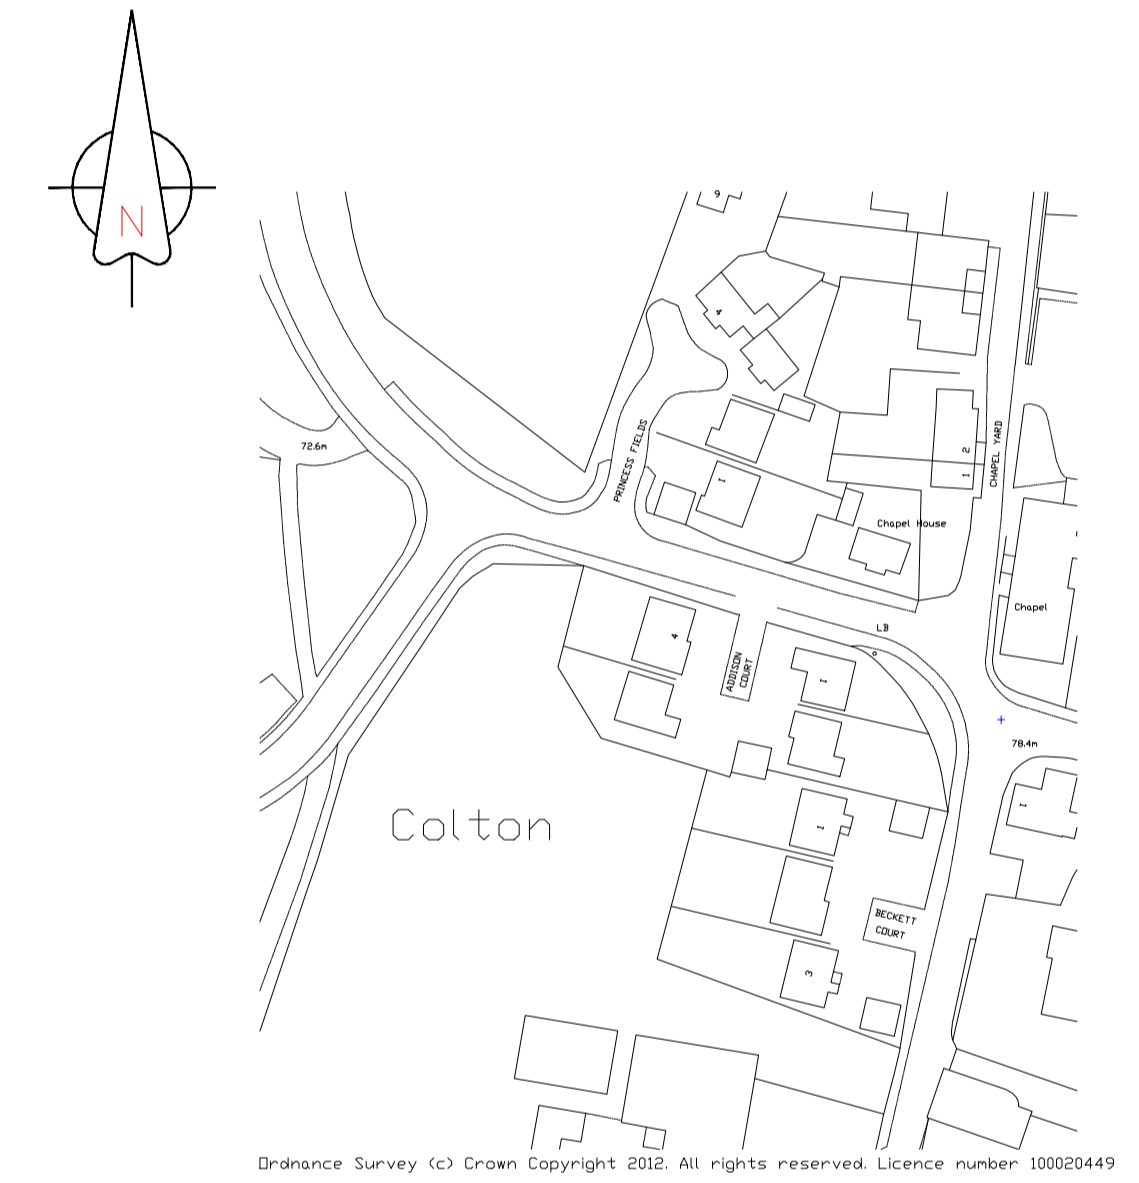 N
9
4
72.6m
PRINCESS FIELDS
CHAPEL YARD
2
1
1
Chapel House
Chapel
LB
4
ADDISON
COURT
1
78.4m
1
Colton
1
BECKETT
COURT
3
Ordnance Survey (c) Crown Copyright 2012. All rights reserved. Licence number 100020449